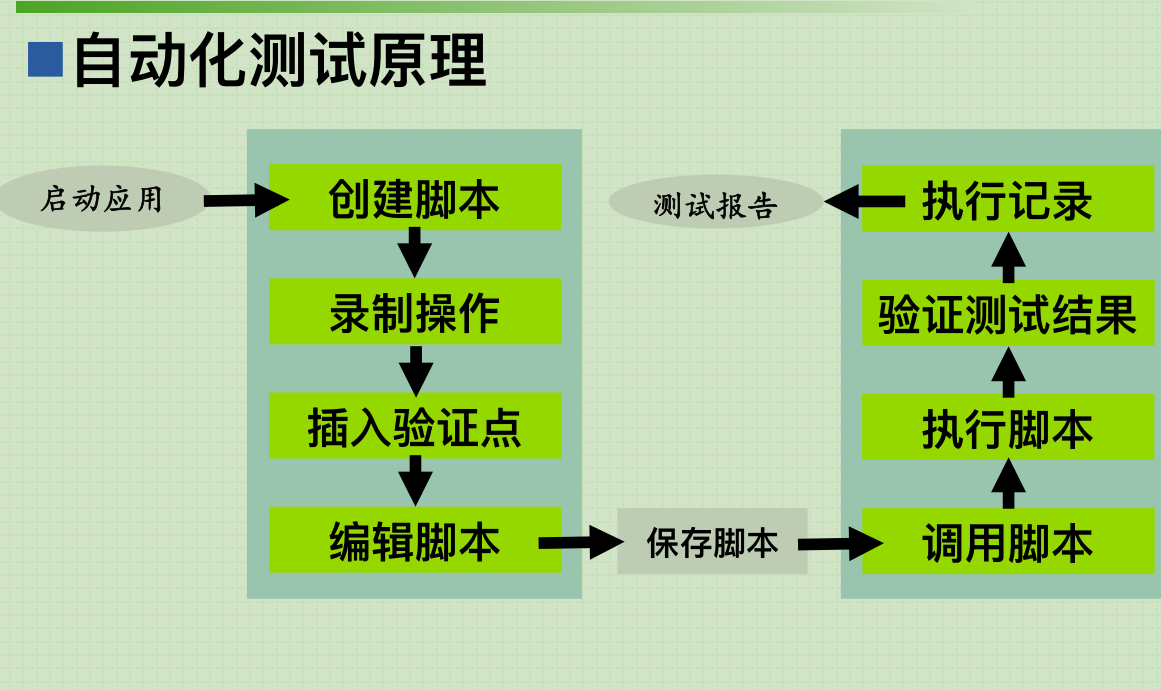 自动化测试原理
启动应用
创建脚本
录制操作
插入验证点
编辑脚本
保存脚本
调用脚本
执行脚本
验证测试结果
执行记录
测试报告